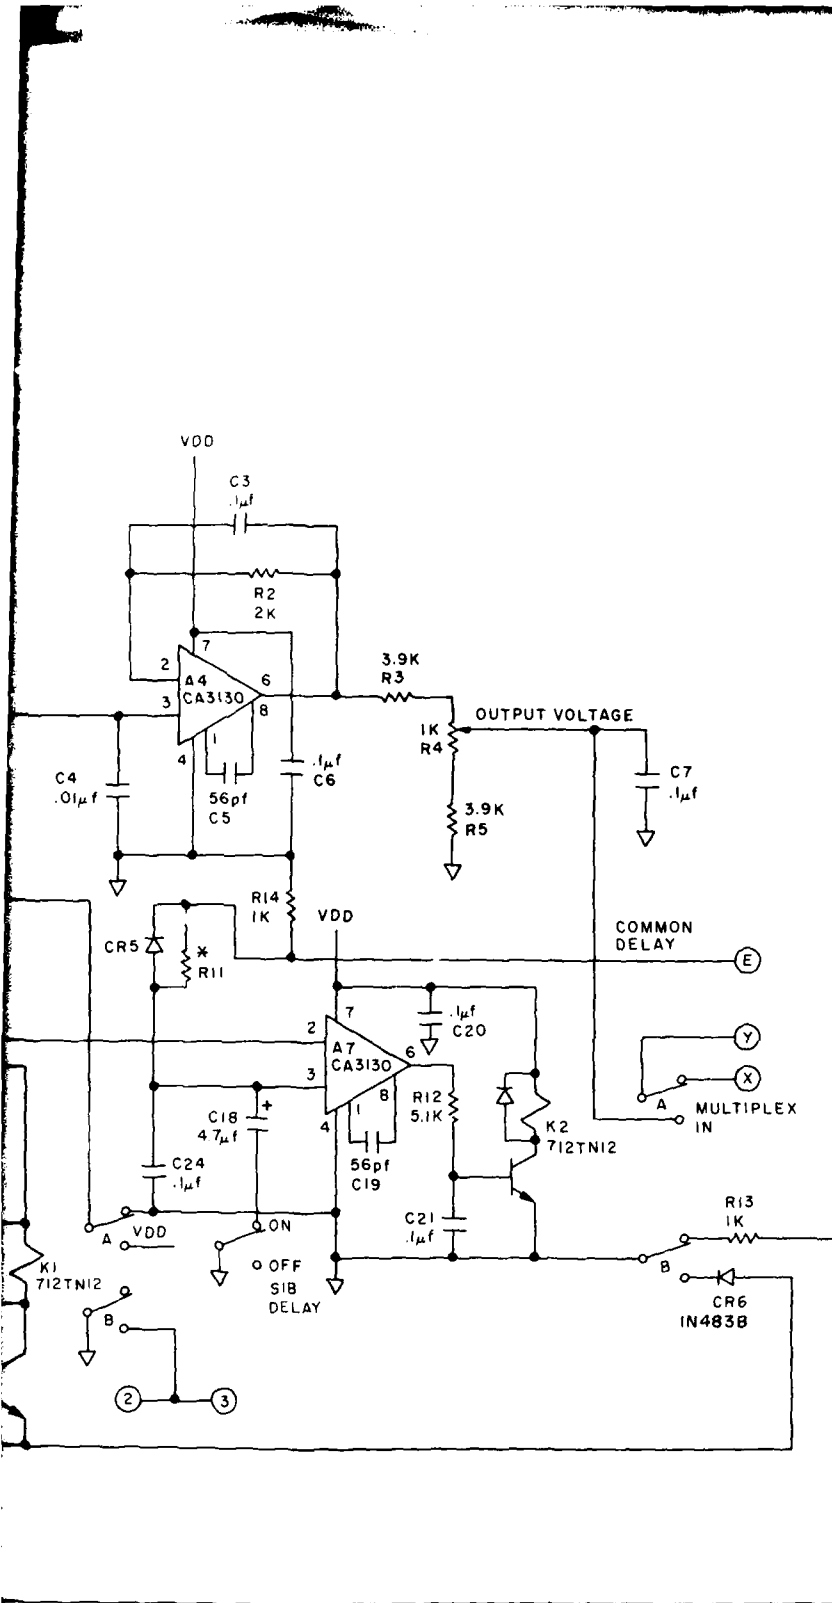 VDD
C3
.1µf
R2
2K
7
2
A4
6
CA3130
3
8
1
4
3.9K
R3
OUTPUT VOLTAGE
1K
R4
C4
.01µf
.1µf
C6
56pf
C5
C7
.1µf
3.9K
R5
R14
1K
VDD
CR5
*
R11
COMMON
DELAY
E
7
.1µf
C20
2
A7
6
CA3130
3
8
1
4
Y
X
A
MULTIPLEX
IN
R12
5.1K
C18
+
4.7µf
K2
712TN12
56pf
C19
C24
.1µf
A
VDD
ON
C21
.1µf
R13
1K
K1
712TN12
OFF
S1B
DELAY
B
CR6
1N483B
B
2
3